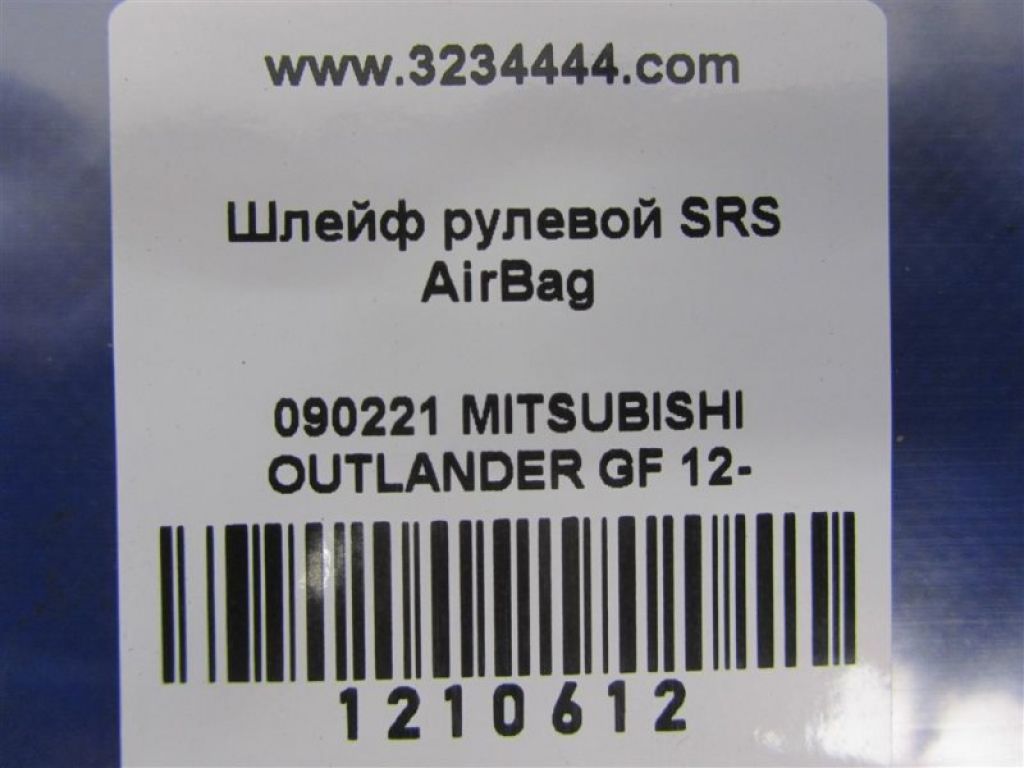 www.3234444.com
Шлейф рулевой SRS
AirBag
090221 MITSUBISHI
OUTLANDER GF 12-
1210612